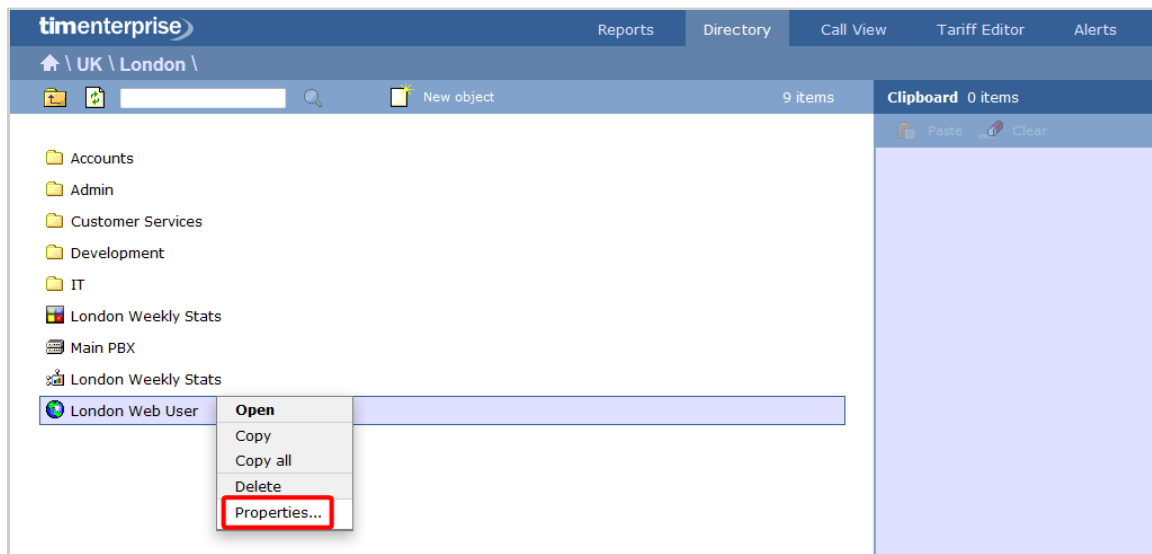 timenterprise
Reports Directory Call View Tariff Editor Alerts
\ UK \ London \
New object 9 items Clipboard 0 items
Paste Clear
Accounts
Admin
Customer Services
Development
IT
London Weekly Stats
Main PBX
London Weekly Stats
London Web User
Open
Copy
Copy all
Delete
Properties...